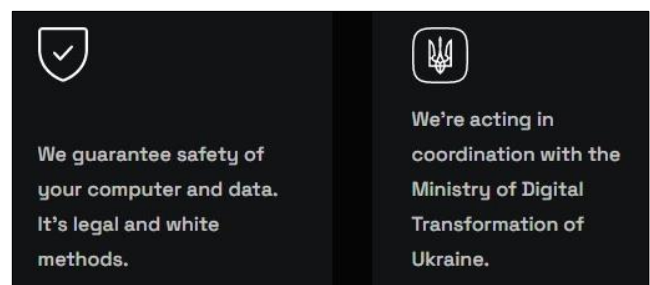 We guarantee safety of
your computer and data.
It's legal and white
methods.
We're acting in
coordination with the
Ministry of Digital
Transformation of
Ukraine.